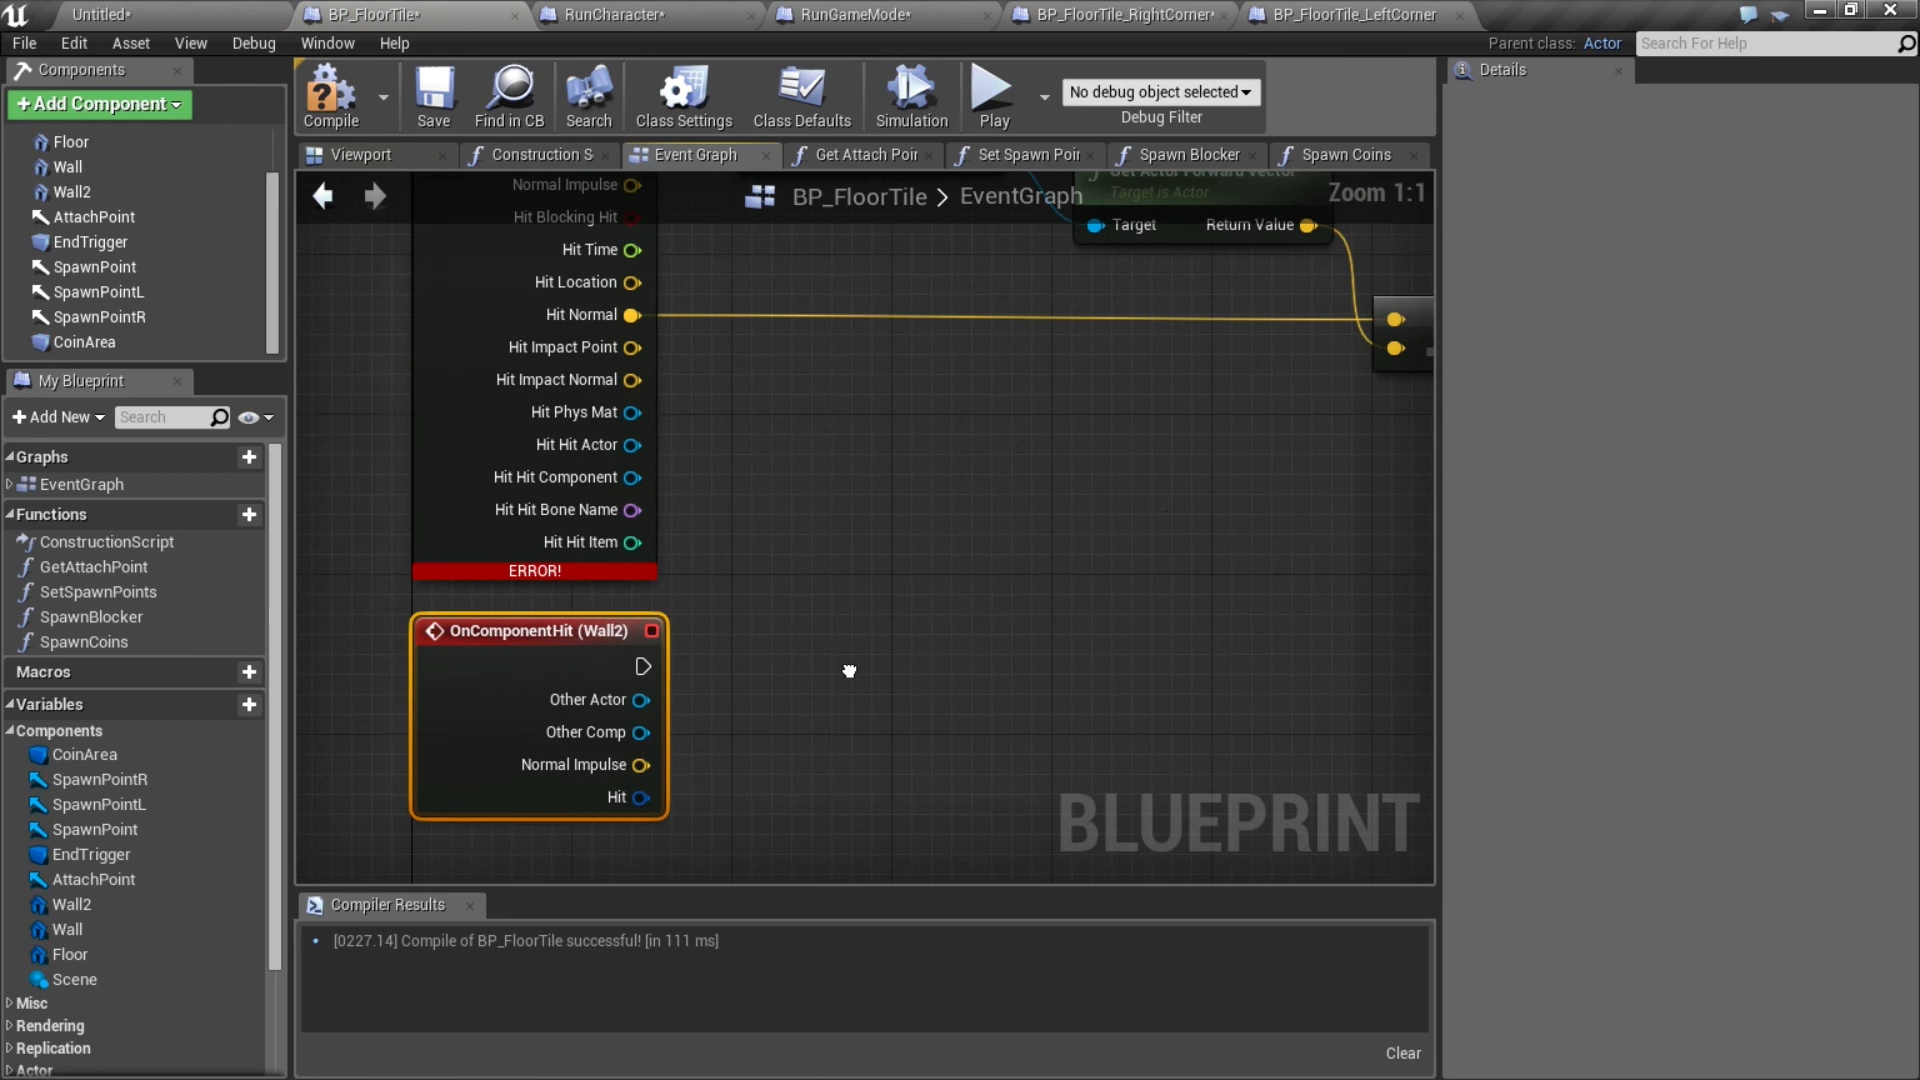 Untitled*
BP_FloorTile*
RunCharacter*
RunGameMode*
BP_FloorTile_RightCorner*
BP_FloorTile_LeftCorner
File Edit Asset View Debug Window Help
Parent class: Actor
Search For Help
Components
+Add Component
Floor
Wall
Wall2
AttachPoint
EndTrigger
SpawnPoint
SpawnPointL
SpawnPointR
CoinArea
My Blueprint
+Add New
Search
Graphs
EventGraph
Functions
ConstructionScript
GetAttachPoint
SetSpawnPoints
SpawnBlocker
SpawnCoins
Macros
Variables
Components
CoinArea
SpawnPointR
SpawnPointL
SpawnPoint
EndTrigger
AttachPoint
Wall2
Wall
Floor
Scene
Misc
Rendering
Replication
Actor
Compile
Save
Find in CB
Search
Class Settings
Class Defaults
Simulation
Play
No debug object selected
Debug Filter
Viewport
Construction S
Event Graph
Get Attach Poir
Set Spawn Poir
Spawn Blocker
Spawn Coins
BP_FloorTile > EventGraph
Zoom 1:1
Normal Impulse
Hit Blocking Hit
Hit Time
Hit Location
Hit Normal
Hit Impact Point
Hit Impact Normal
Hit Phys Mat
Hit Hit Actor
Hit Hit Component
Hit Hit Bone Name
Hit Hit Item
ERROR!
Get Actor Forward Vector
Target is Actor
Target
Return Value
OnComponentHit (Wall2)
Other Actor
Other Comp
Normal Impulse
Hit
BLUEPRINT
Compiler Results
[0227.14] Compile of BP_FloorTile successful! [in 111 ms]
Clear
Details